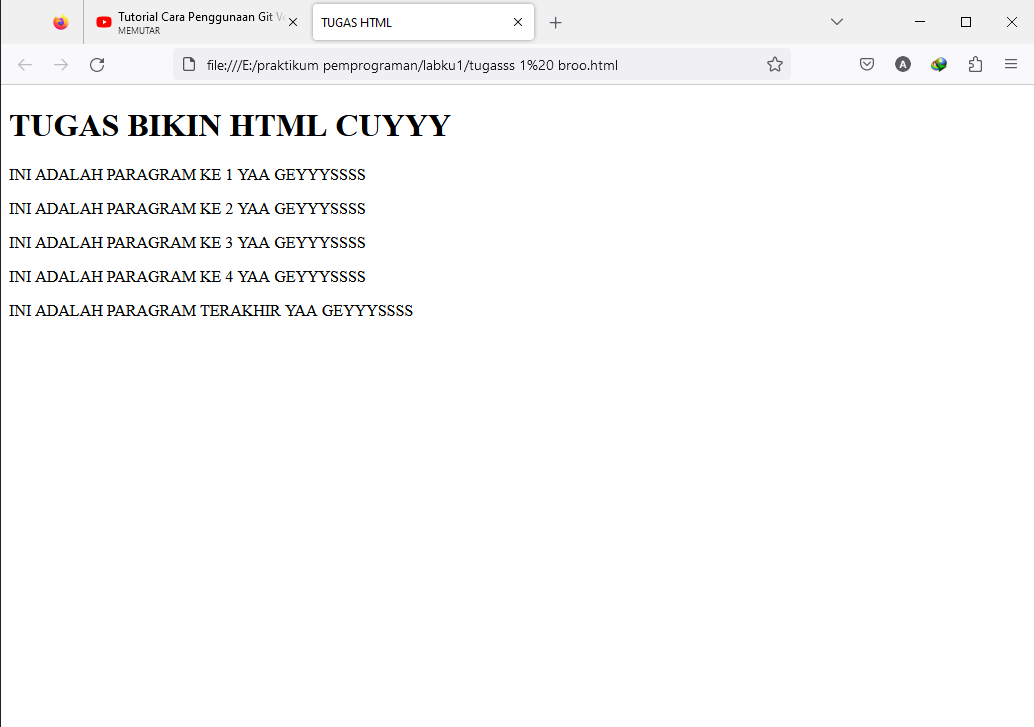 Tutorial Cara Penggunaan Git
MEMUTAR
TUGAS HTML
file:///E:/praktikum pemprograman/labku1/tugasss 1%20 broo.html
A
TUGAS BIKIN HTML CUYYY
INI ADALAH PARAGRAM KE 1 YAA GEYYYSSSS
INI ADALAH PARAGRAM KE 2 YAA GEYYYSSSS
INI ADALAH PARAGRAM KE 3 YAA GEYYYSSSS
INI ADALAH PARAGRAM KE 4 YAA GEYYYSSSS
INI ADALAH PARAGRAM TERAKHIR YAA GEYYYSSSS